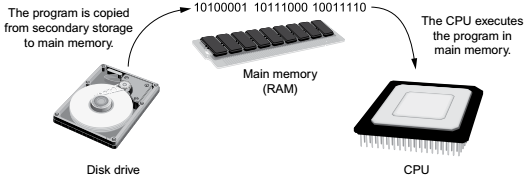 The program is copied
from secondary storage
to main memory.
10100001 10111000 10011110
The CPU executes
the program in
main memory.
Main memory
(RAM)
Disk drive
CPU